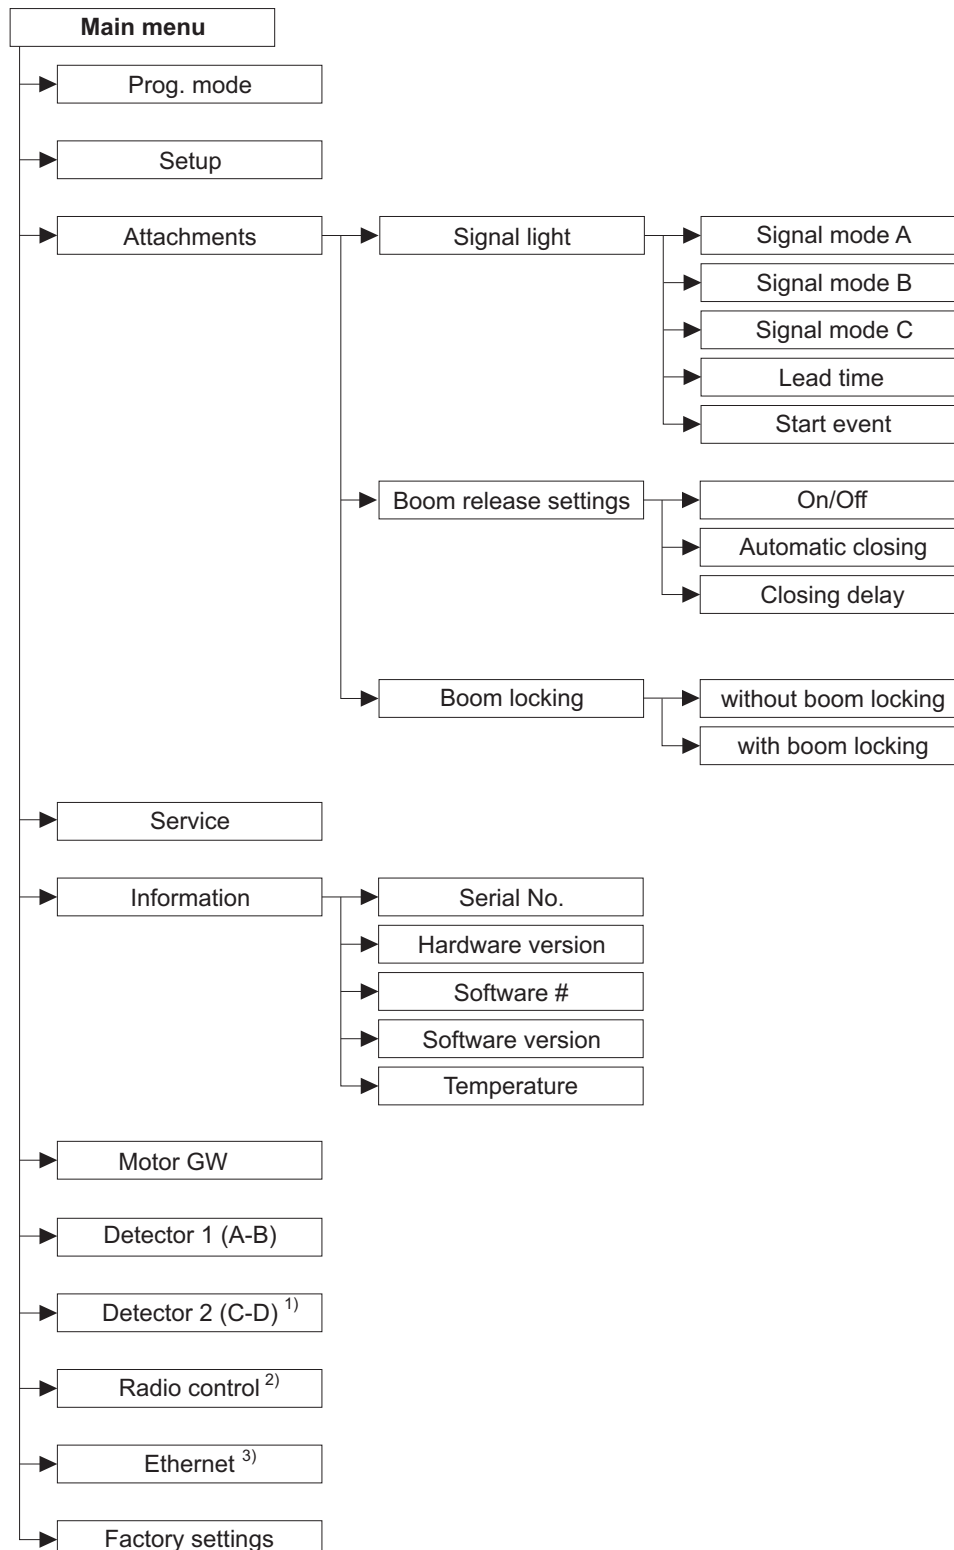 Main menu
Prog. mode
Setup
Attachments
Signal light
Signal mode A
Signal mode B
Signal mode C
Lead time
Start event
Boom release settings
On/Off
Automatic closing
Closing delay
Boom locking
without boom locking
with boom locking
Service
Information
Serial No.
Hardware version
Software #
Software version
Temperature
Motor GW
Detector 1 (A-B)
Detector 2 (C-D) 1)
Radio control 2)
Ethernet 3)
Factory settings